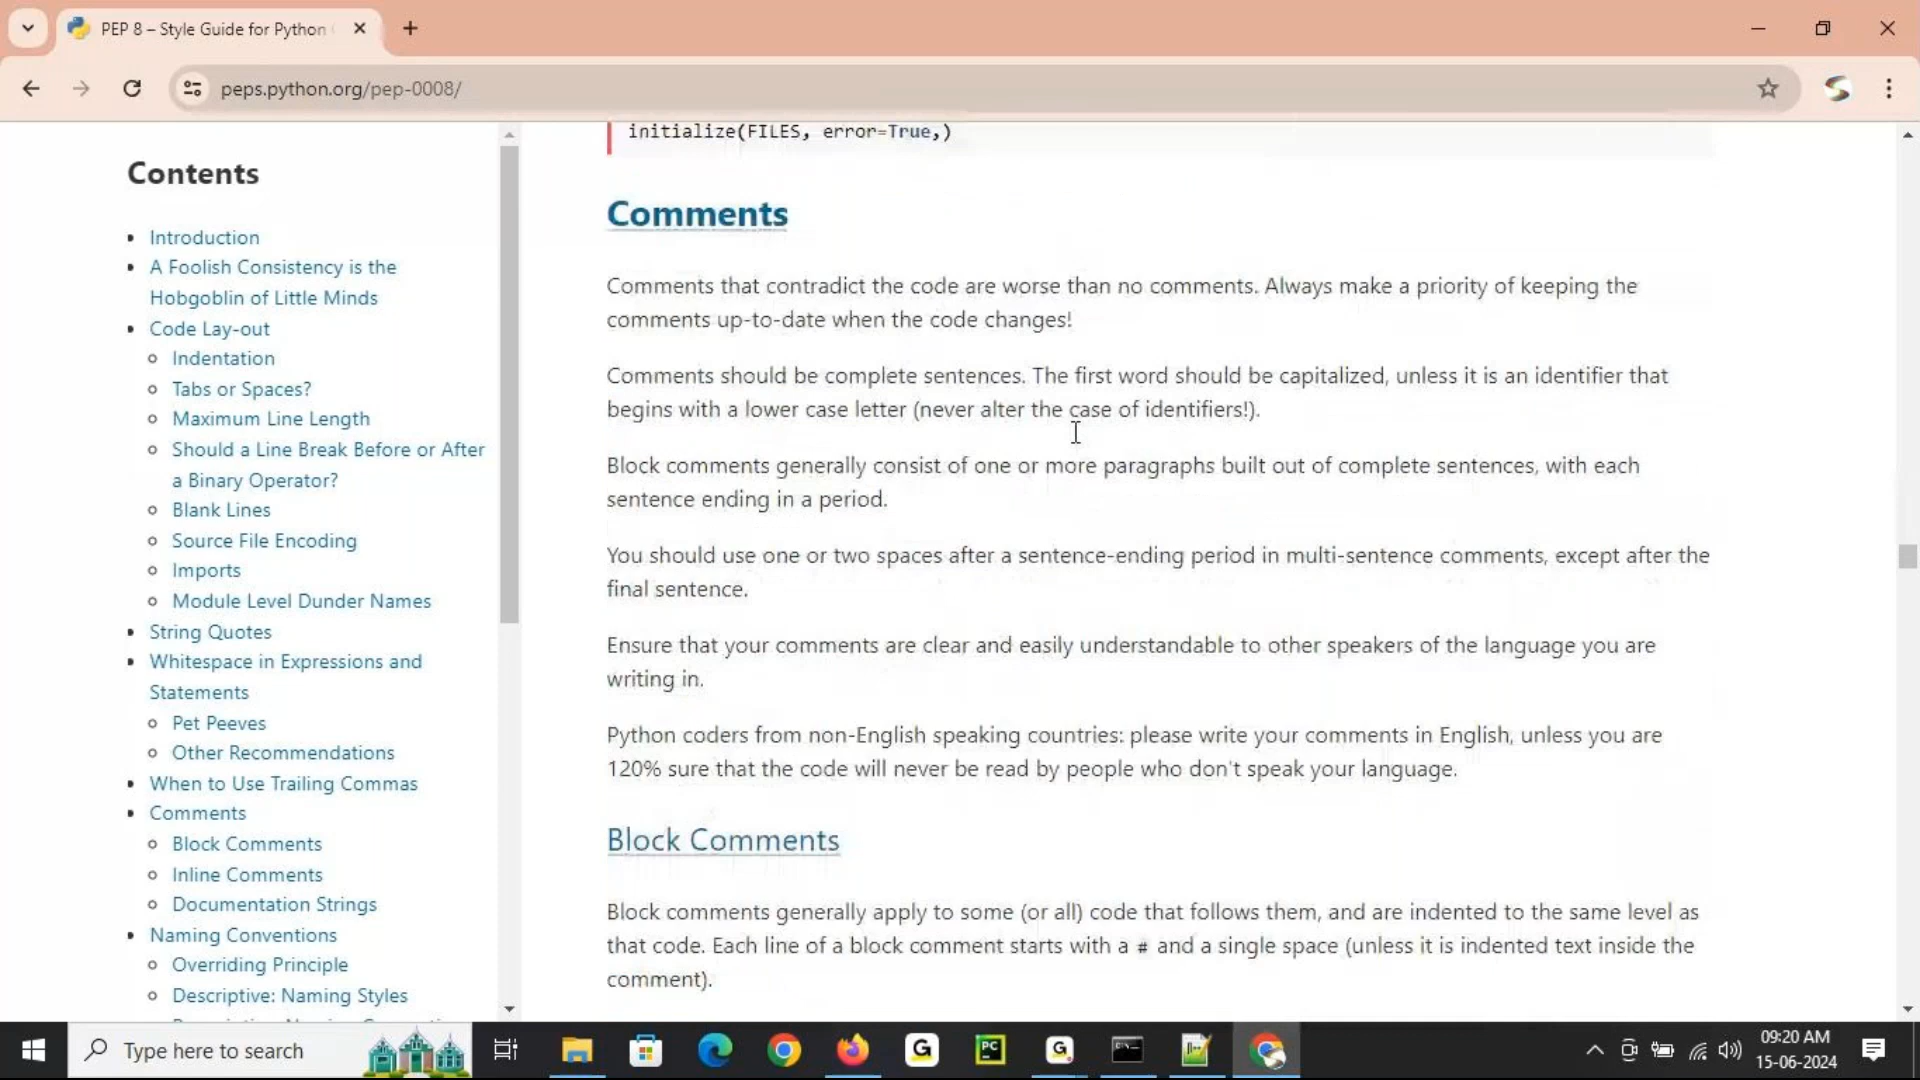 PEP 8 – Style Guide for Python
peps.python.org/pep-0008/
Contents
Introduction
A Foolish Consistency is the
Hobgoblin of Little Minds
Code Lay-out
Indentation
Tabs or Spaces?
Maximum Line Length
Should a Line Break Before or After
a Binary Operator?
Blank Lines
Source File Encoding
Imports
Module Level Dunder Names
String Quotes
Whitespace in Expressions and
Statements
Pet Peeves
Other Recommendations
When to Use Trailing Commas
Comments
Block Comments
Inline Comments
Documentation Strings
Naming Conventions
Overriding Principle
Descriptive: Naming Styles
initialize(FILES, error=True,)
Comments
Comments that contradict the code are worse than no comments. Always make a priority of keeping the
comments up-to-date when the code changes!
Comments should be complete sentences. The first word should be capitalized, unless it is an identifier that
begins with a lower case letter (never alter the case of identifiers!).
Block comments generally consist of one or more paragraphs built out of complete sentences, with each
sentence ending in a period.
You should use one or two spaces after a sentence-ending period in multi-sentence comments, except after the
final sentence.
Ensure that your comments are clear and easily understandable to other speakers of the language you are
writing in.
Python coders from non-English speaking countries: please write your comments in English, unless you are
120% sure that the code will never be read by people who don't speak your language.
Block Comments
Block comments generally apply to some (or all) code that follows them, and are indented to the same level as
that code. Each line of a block comment starts with a # and a single space (unless it is indented text inside the
comment).
Type here to search
G
PC
G
09:20 AM
15-06-2024